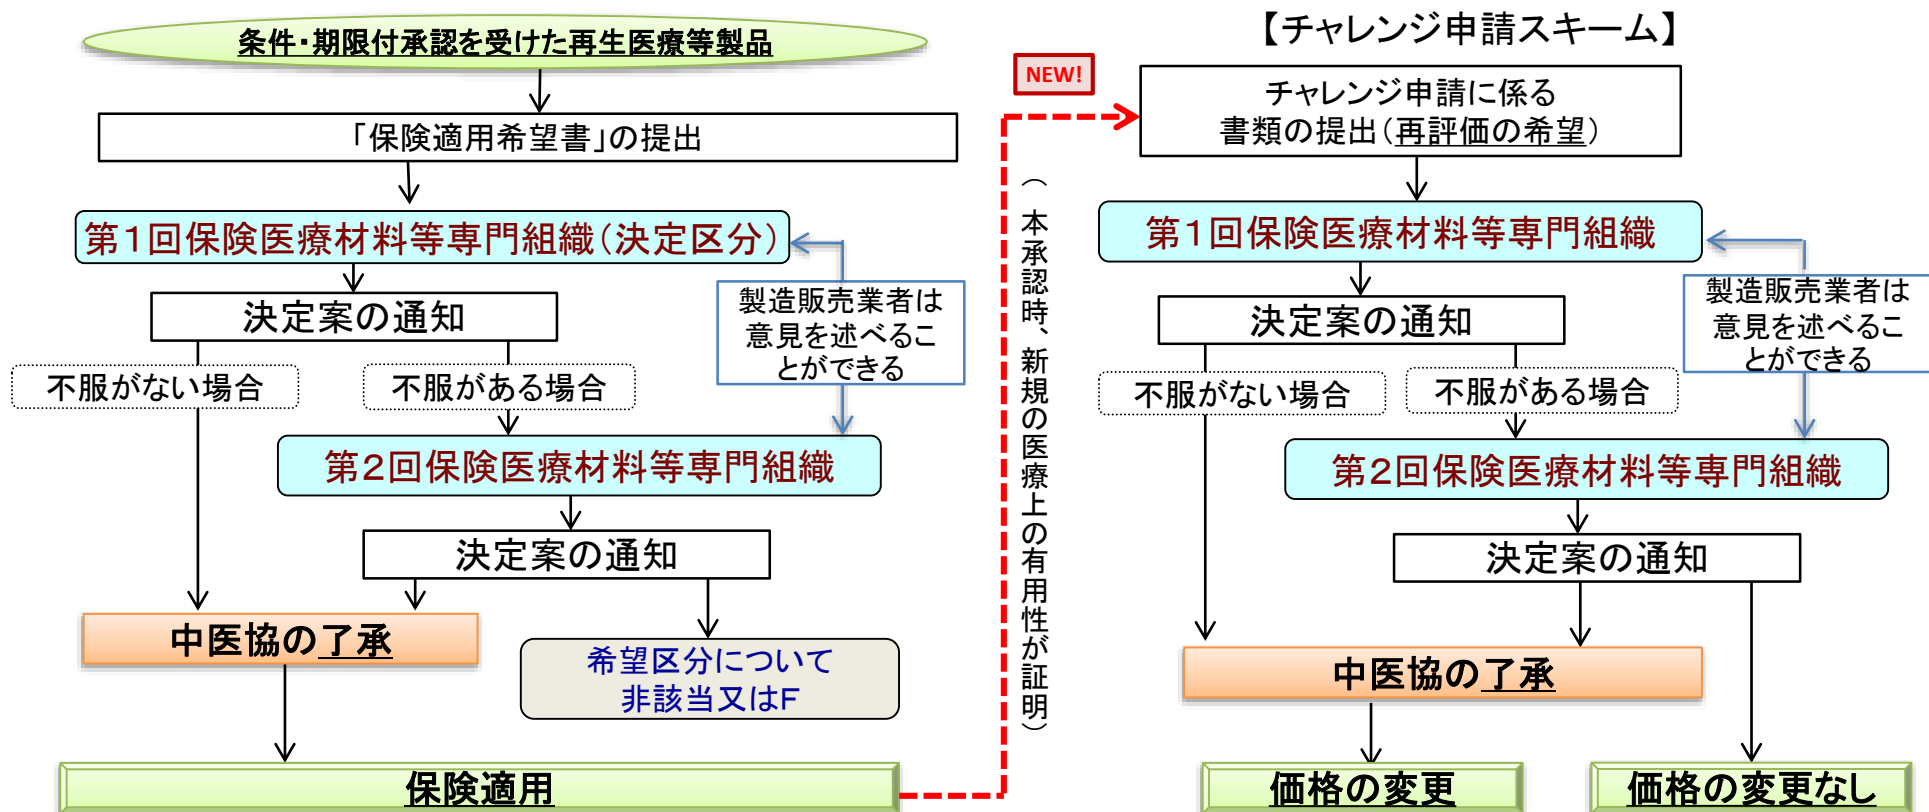 条件・期限付承認を受けた再生医療等製品
「保険適用希望書」の提出
第1回保険医療材料等専門組織（決定区分）
決定案の通知
製造販売業者は
意見を述べるこ
とができる
不服がない場合
不服がある場合
第2回保険医療材料等専門組織
決定案の通知
中医協の了承
希望区分について
非該当又はF
保険適用
NEW!
（本承認時、新規の医療上の有用性が証明）
【チャレンジ申請スキーム】
チャレンジ申請に係る
書類の提出（再評価の希望）
第1回保険医療材料等専門組織
決定案の通知
製造販売業者は
意見を述べるこ
とができる
不服がない場合
不服がある場合
第2回保険医療材料等専門組織
決定案の通知
中医協の了承
価格の変更
価格の変更なし